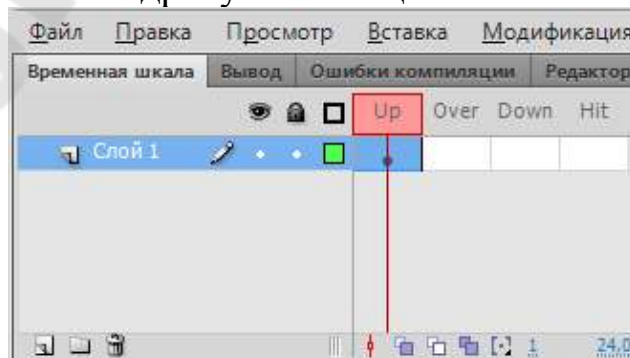 Файл Правка Просмотр Вставка Модификация
Временная шкала Вывод Ошибки компиляции Редактор
Up Over Down Hit
Слой 1
1 24,0